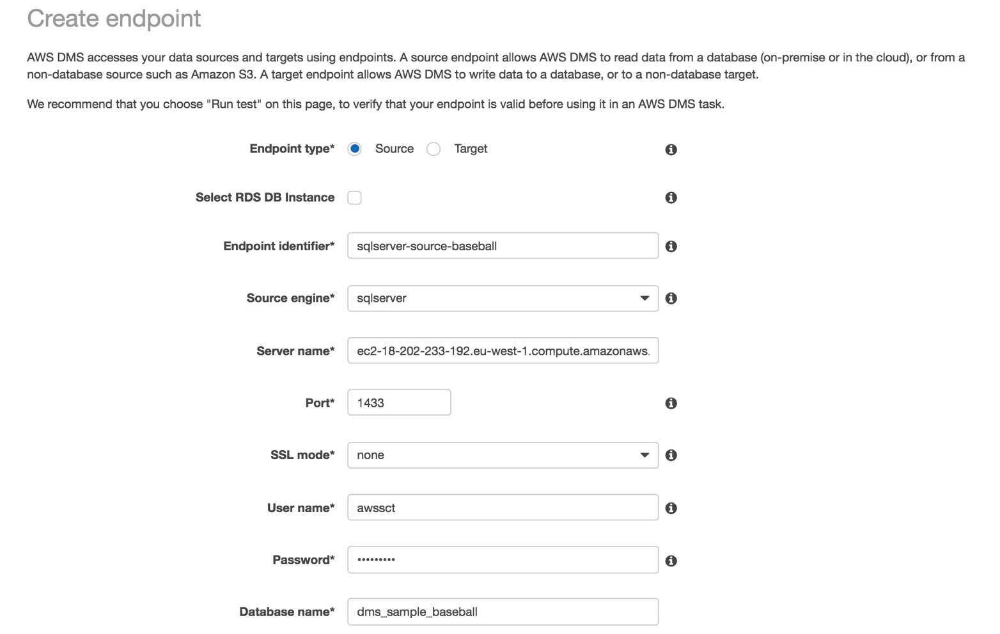 Create endpoint
AWS DMS accesses your data sources and targets using endpoints. A source endpoint allows AWS DMS to read data from a database (on-premise or in the cloud), or from a
non-database source such as Amazon S3. A target endpoint allows AWS DMS to write data to a database, or to a non-database target.
We recommend that you choose "Run test" on this page, to verify that your endpoint is valid before using it in an AWS DMS task.
Endpoint type* Source Target
Select RDS DB Instance
Endpoint identifier* sqlserver-source-baseball
Source engine* sqlserver
Server name* ec2-18-202-233-192.eu-west-1.compute.amazonaws.
Port* 1433
SSL mode* none
User name* awssct
Password* •••••••••
Database name* dms_sample_baseball